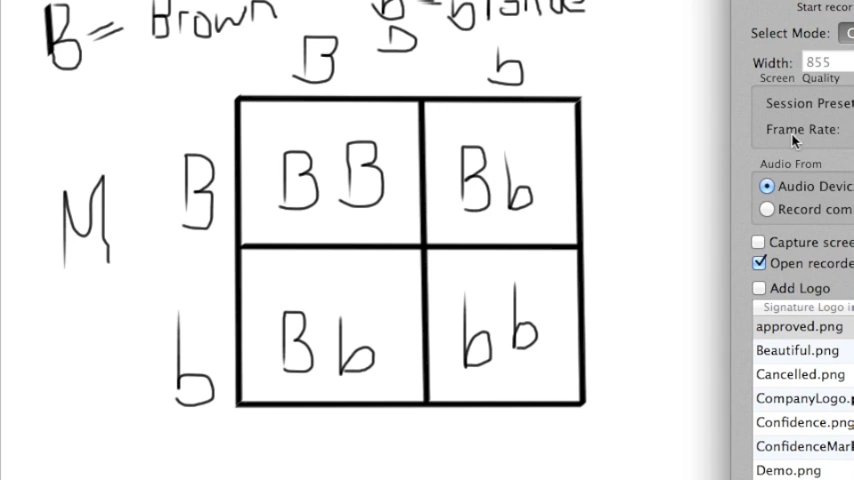 B = Brown b = blonde
D
B b
M B BB Bb
b Bb bb
Start recor
Select Mode:
Width: 855
Screen Quality
Session Preset
Frame Rate:
Audio From
Audio Devic
Record com
Capture scree
Open recorde
Add Logo
Signature Logo i
approved.png
Beautiful.png
Cancelled.png
CompanyLogo.p
Confidence.png
ConfidenceMar
Demo.png